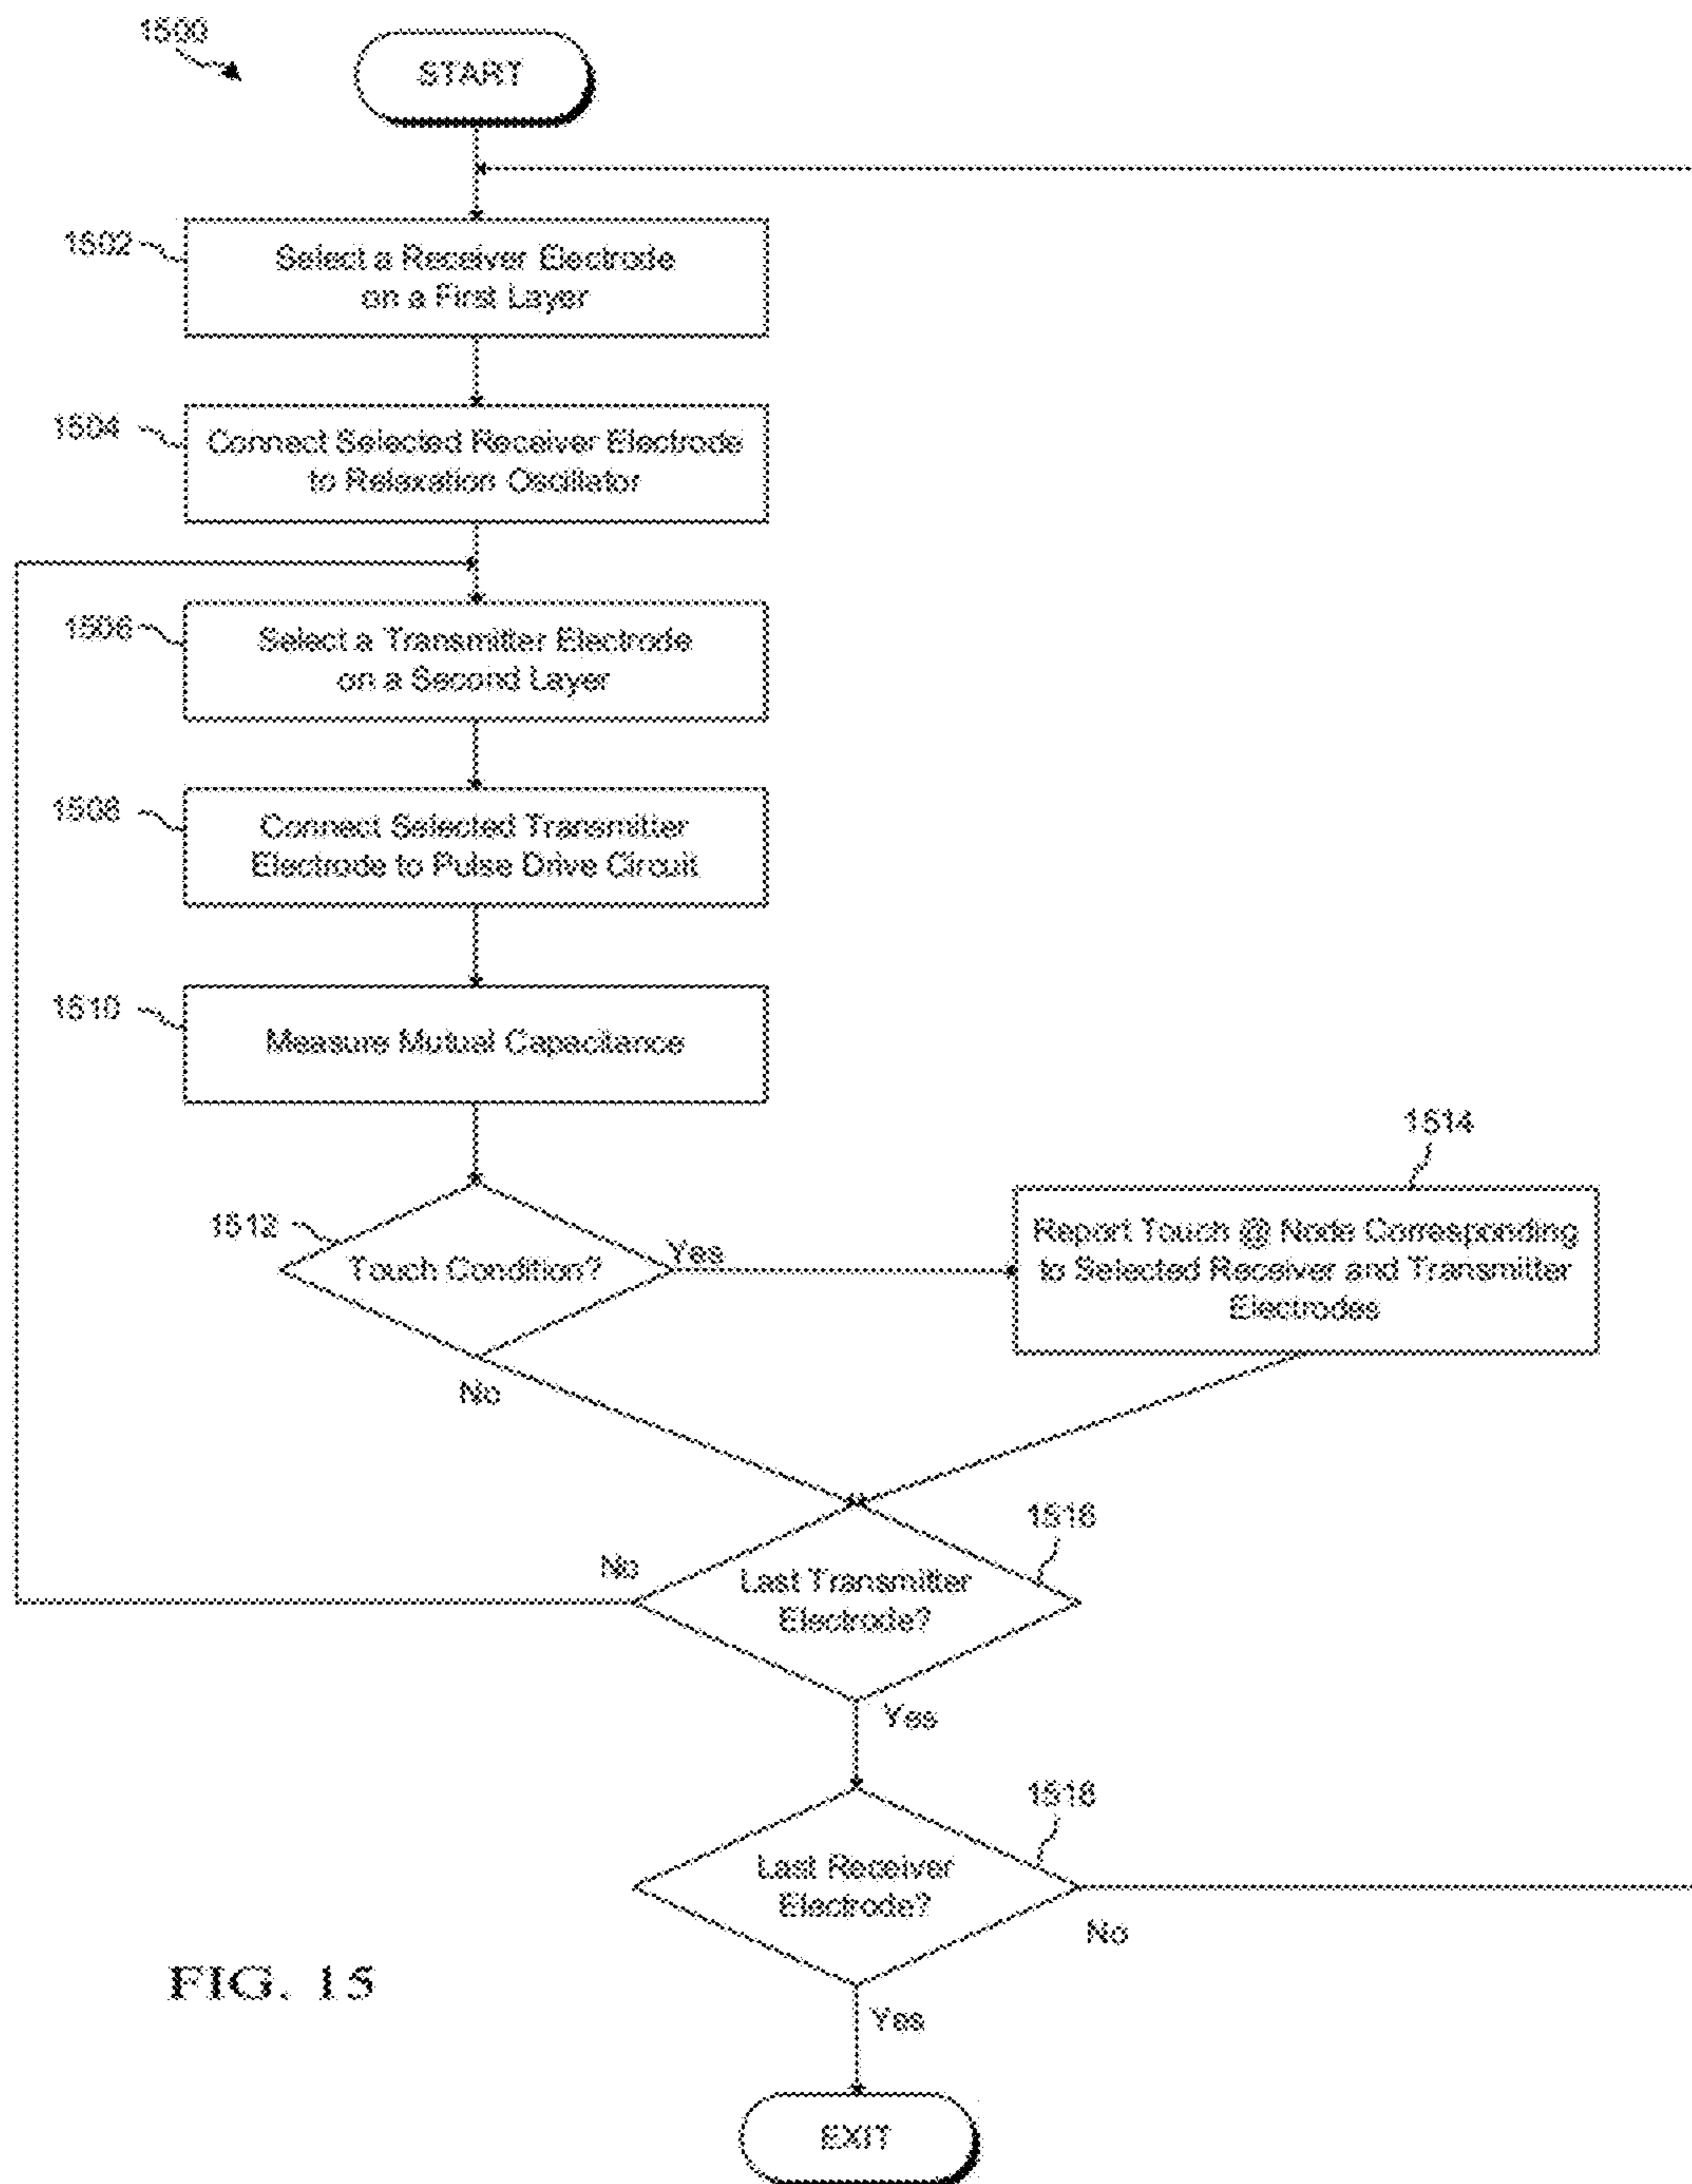 1500
START
1502
Select a Receiver Electrode
on a First Layer
1504
Connect Selected Receiver Electrode
to Relaxation Oscillator
1506
Select a Transmitter Electrode
on a Second Layer
1508
Connect Selected Transmitter
Electrode to Pulse Drive Circuit
1510
Measure Mutual Capacitance
1512
Touch Condition?
Yes
No
1514
Report Touch @ Node Corresponding
to Selected Receiver and Transmitter
Electrodes
1516
Last Transmitter
Electrode?
No
Yes
1518
Last Receiver
Electrode?
No
Yes
EXIT
FIG. 15